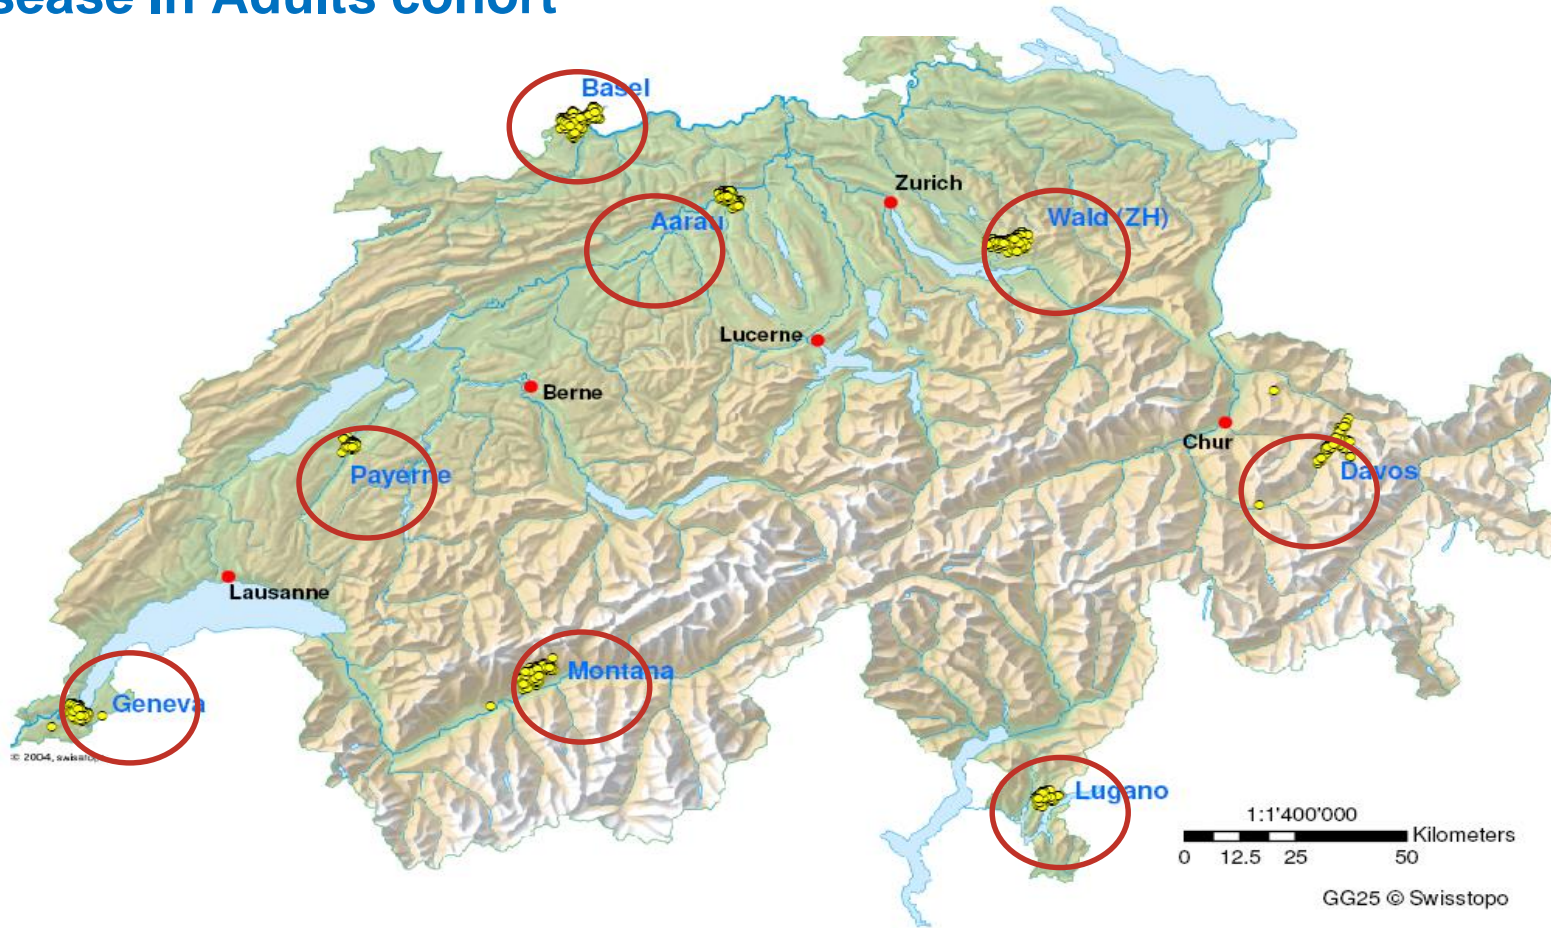 sease in Adults cohort
Basel
Zurich
Aarau
Wald (ZH)
Lucerne
Berne
Chur
Payerne
Davos
Lausanne
Montana
Geneva
© 2004, swisstopo
Lugano
1:1'400'000
Kilometers
0 12.5 25 50
GG25 © Swisstopo